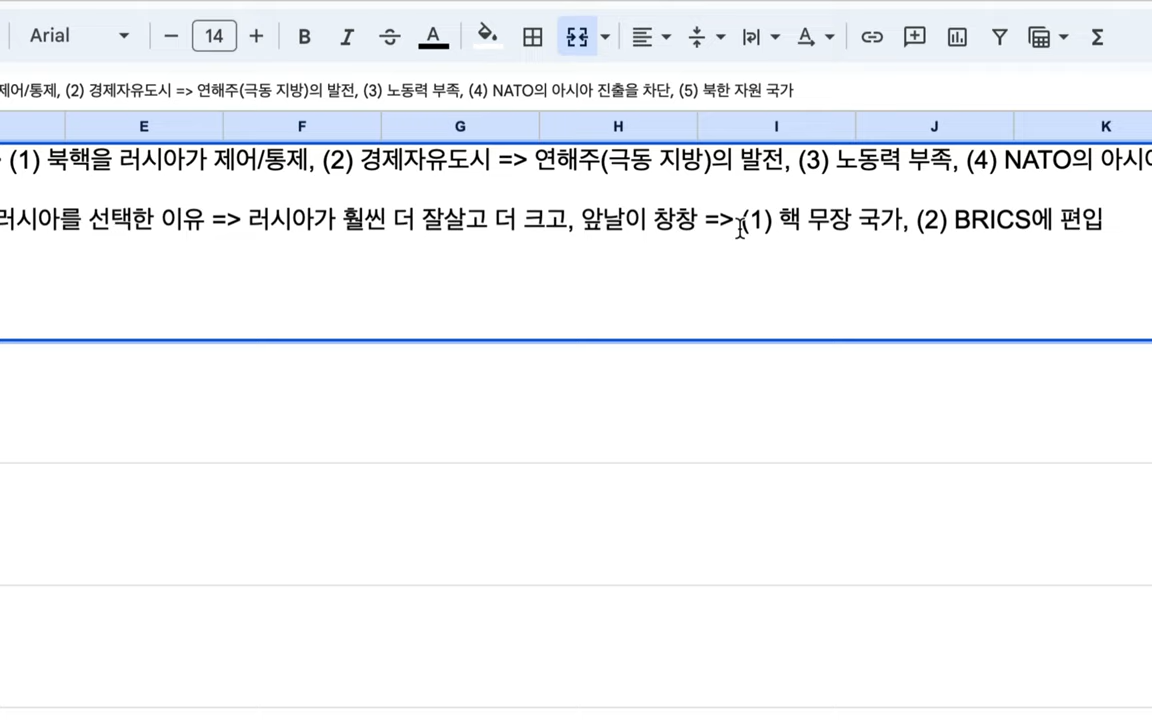 Arial 14 B I S A
제어/통제, (2) 경제자유도시 => 연해주(극동 지방)의 발전, (3) 노동력 부족, (4) NATO의 아시아 진출을 차단, (5) 북한 자원 국가
E F G H I J K
(1) 북핵을 러시아가 제어/통제, (2) 경제자유도시 => 연해주(극동 지방)의 발전, (3) 노동력 부족, (4) NATO의 아시아
러시아를 선택한 이유 => 러시아가 훨씬 더 잘살고 더 크고, 앞날이 창창 => (1) 핵 무장 국가, (2) BRICS에 편입